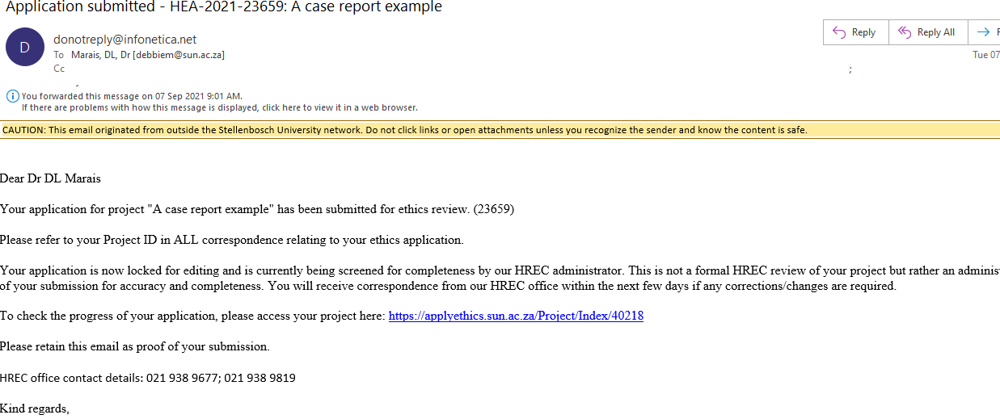 Application submitted - HEA-2021-23659: A case report example
D
donotreply@infonetica.net
To Marais, DL, Dr [debbiem@sun.ac.za]
Cc
Reply
Reply All
Tue 07
;
You forwarded this message on 07 Sep 2021 9:01 AM.
If there are problems with how this message is displayed, click here to view it in a web browser.
CAUTION: This email originated from outside the Stellenbosch University network. Do not click links or open attachments unless you recognize the sender and know the content is safe.
Dear Dr DL Marais
Your application for project "A case report example" has been submitted for ethics review. (23659)
Please refer to your Project ID in ALL correspondence relating to your ethics application.
Your application is now locked for editing and is currently being screened for completeness by our HREC administrator. This is not a formal HREC review of your project but rather an adminis
of your submission for accuracy and completeness. You will receive correspondence from our HREC office within the next few days if any corrections/changes are required.
To check the progress of your application, please access your project here: https://applyethics.sun.ac.za/Project/Index/40218
Please retain this email as proof of your submission.
HREC office contact details: 021 938 9677; 021 938 9819
Kind regards,